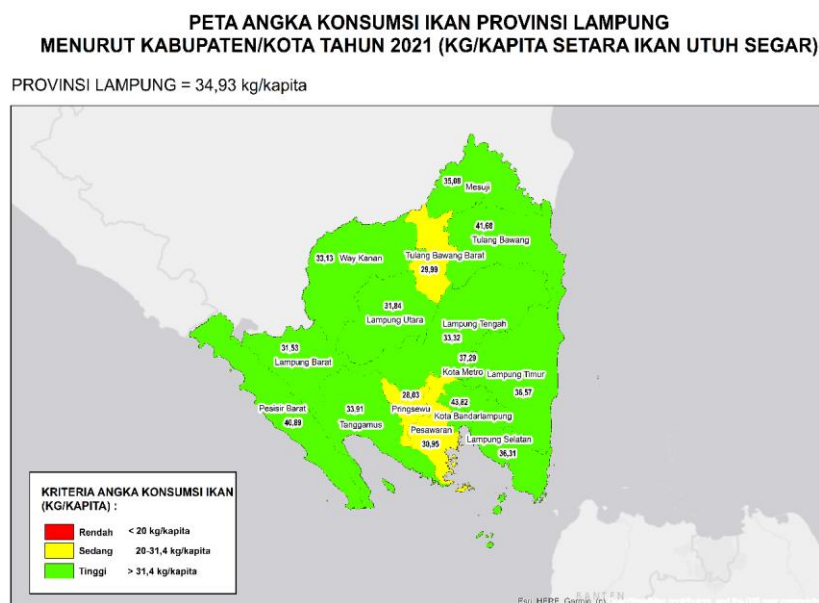 PETA ANGKA KONSUMSI IKAN PROVINSI LAMPUNG
MENURUT KABUPATEN/KOTA TAHUN 2021 (KG/KAPITA SETARA IKAN UTUH SEGAR)
PROVINSI LAMPUNG = 34,93 kg/kapita
35,08
Mesuji
41,68
Tulang Bawang
33,13 Way Kanan
Tulang Bawang Barat
29,99
31,84
Lampung Utara
Lampung Tengah
33,32
31,53
Lampung Barat
37,29
Kota Metro
Lampung Timur
36,57
28,03
Pringsewu
43,82
Kota Bandarlampung
Pesisir Barat
40,89
33,91
Tanggamus
Pesawaran
30,95
Lampung Selatan
36,31
KRITERIA ANGKA KONSUMSI IKAN
(KG/KAPITA) :
Rendah < 20 kg/kapita
Sedang 20-31,4 kg/kapita
Tinggi > 31,4 kg/kapita
BANTEN
Esri, HERE, Garmin, (c)